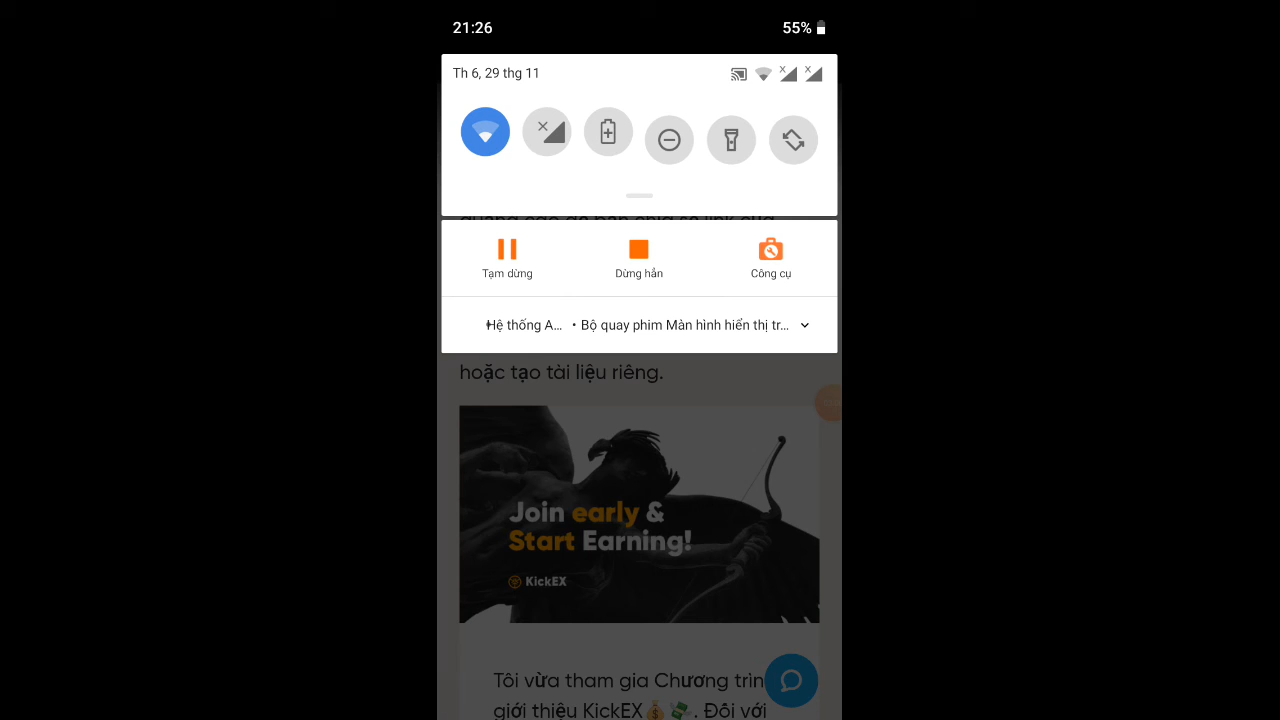 21:26
55%
Th 6, 29 thg 11
Tạm dừng
Dừng hẳn
Công cụ
Hệ thống A... • Bộ quay phim Màn hình hiển thị tr...
hoặc tạo tài liệu riêng.
Join early &
Start Earning!
KickEX
Tôi vừa tham gia Chương trìn
giới thiệu KickEX💰💸. Đối với